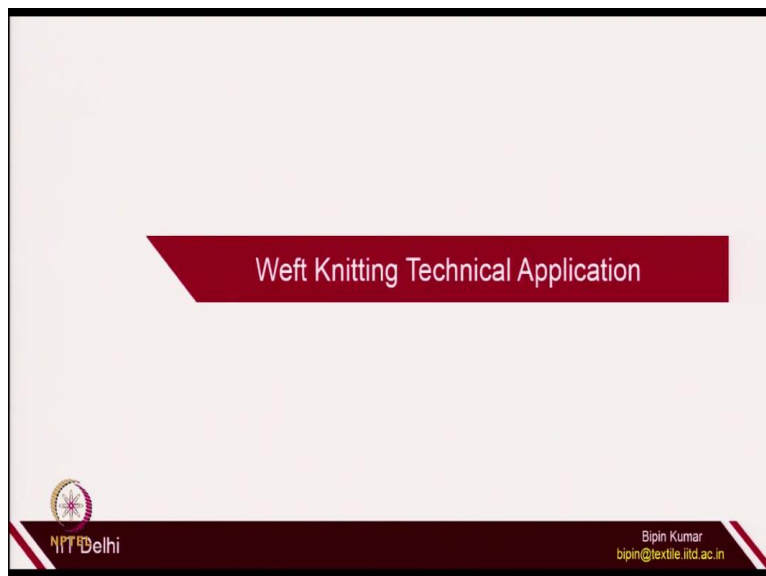 Weft Knitting Technical Application
NPTEL
IIT Delhi
Bipin Kumar
bipin@textile.iitd.ac.in